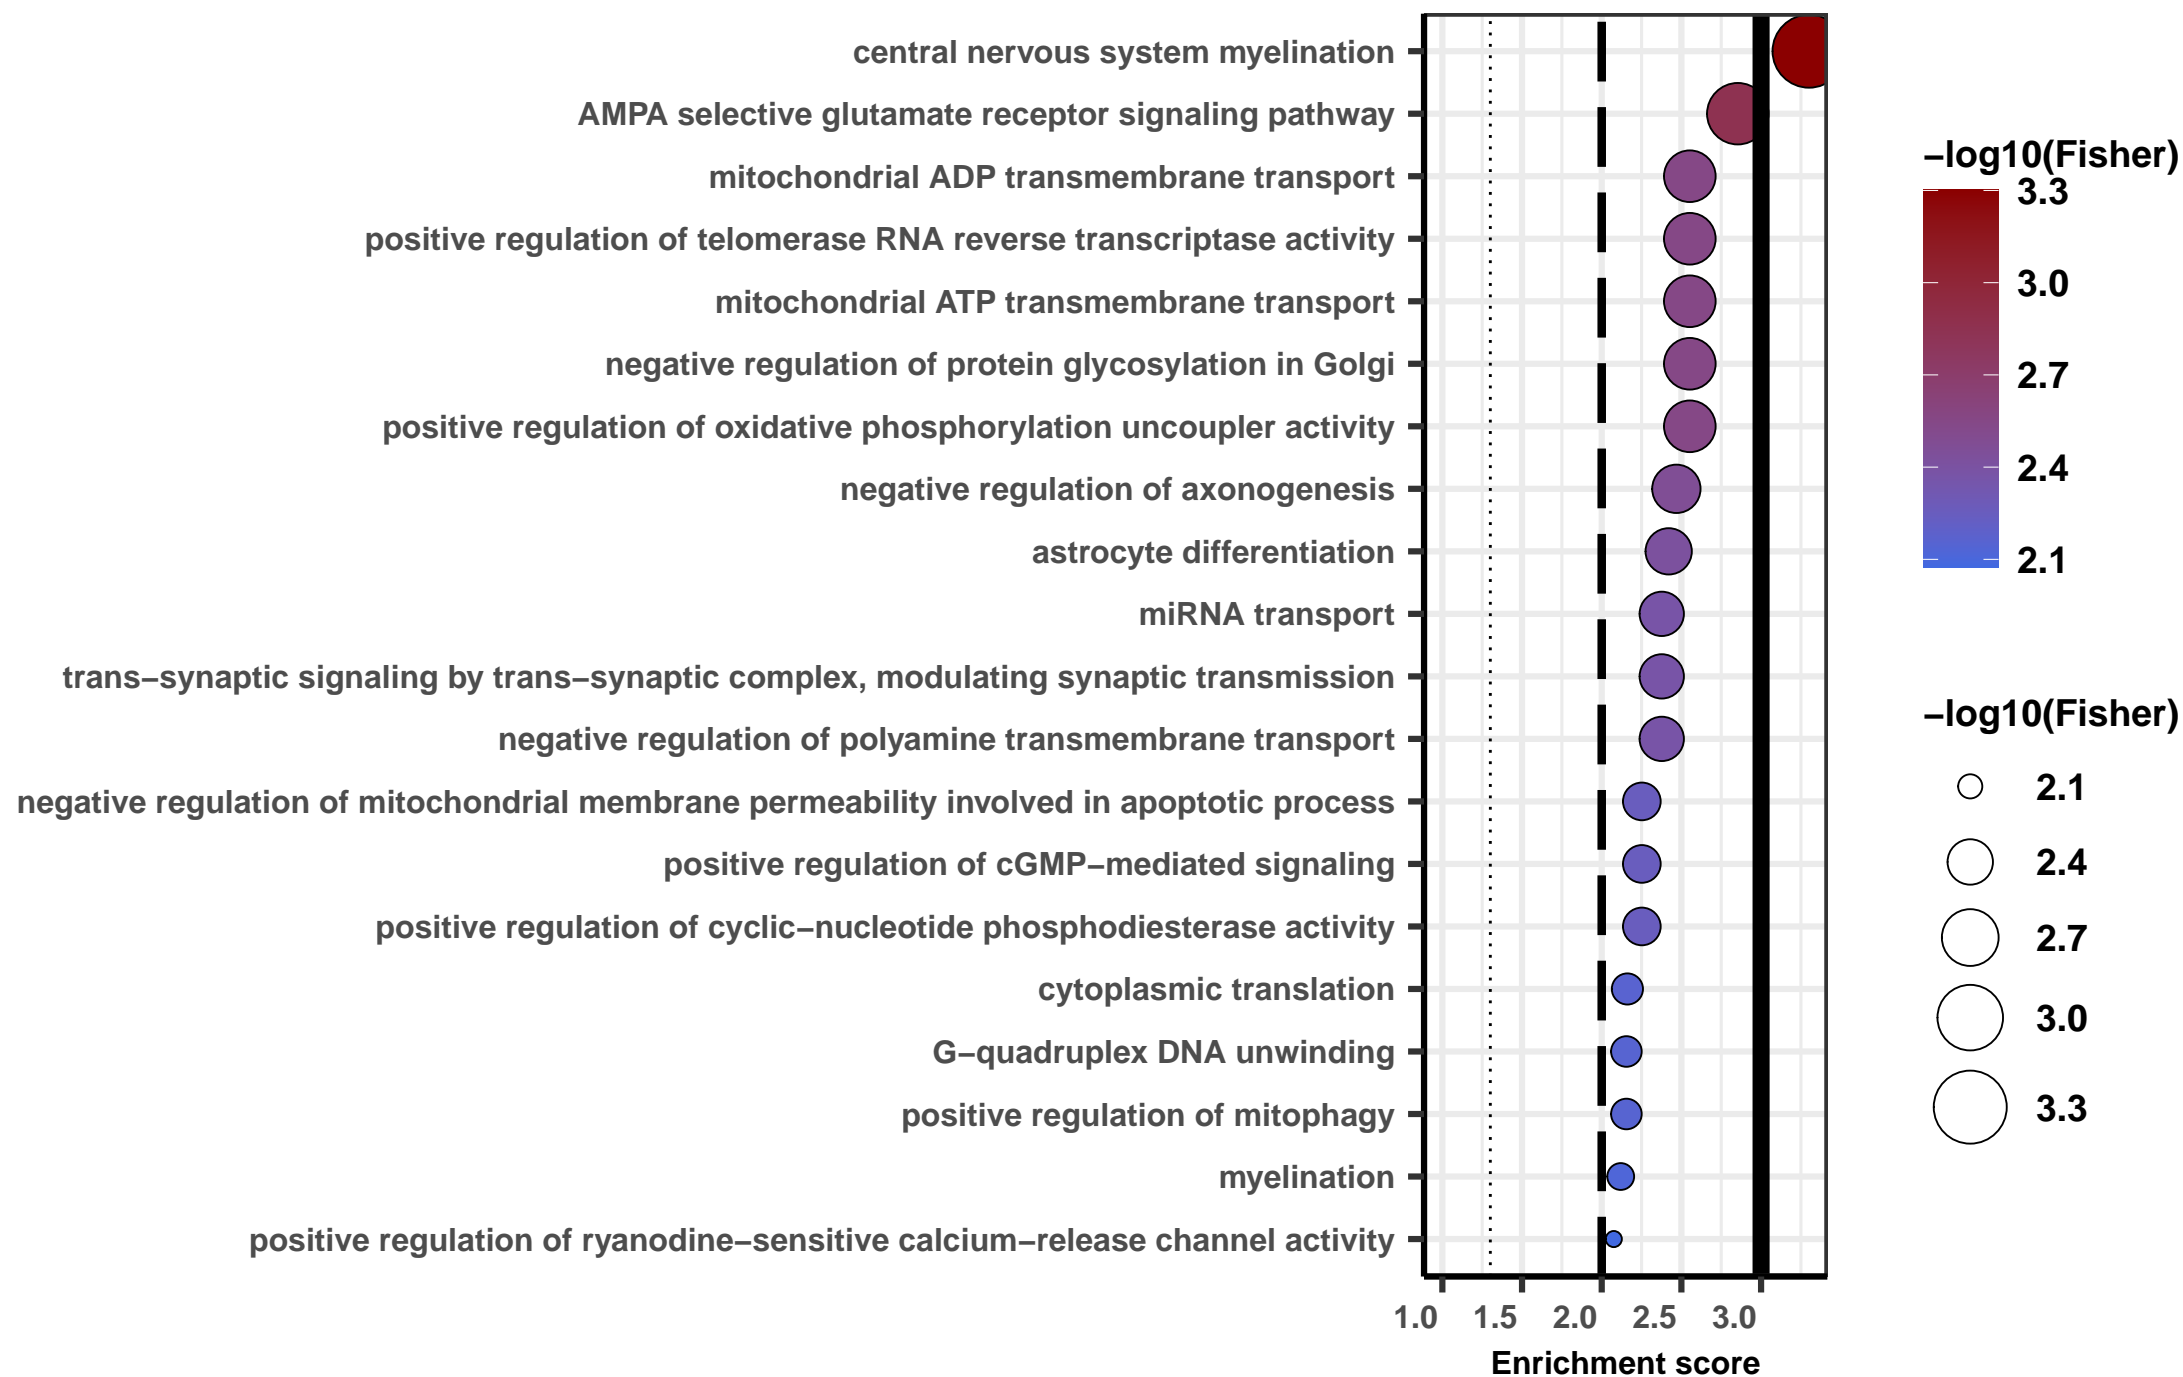 central nervous system myelination
AMPA selective glutamate receptor signaling pathway
mitochondrial ADP transmembrane transport
positive regulation of telomerase RNA reverse transcriptase activity
mitochondrial ATP transmembrane transport
negative regulation of protein glycosylation in Golgi
positive regulation of oxidative phosphorylation uncoupler activity
negative regulation of axonogenesis
astrocyte differentiation
miRNA transport
trans−synaptic signaling by trans−synaptic complex, modulating synaptic transmission
negative regulation of polyamine transmembrane transport
negative regulation of mitochondrial membrane permeability involved in apoptotic process
positive regulation of cGMP−mediated signaling
positive regulation of cyclic−nucleotide phosphodiesterase activity
cytoplasmic translation
G−quadruplex DNA unwinding
positive regulation of mitophagy
myelination
positive regulation of ryanodine−sensitive calcium−release channel activity
1.0 1.5 2.0 2.5 3.0
Enrichment score
−log10(Fisher)
3.3
3.0
2.7
2.4
2.1
−log10(Fisher)
2.1
2.4
2.7
3.0
3.3